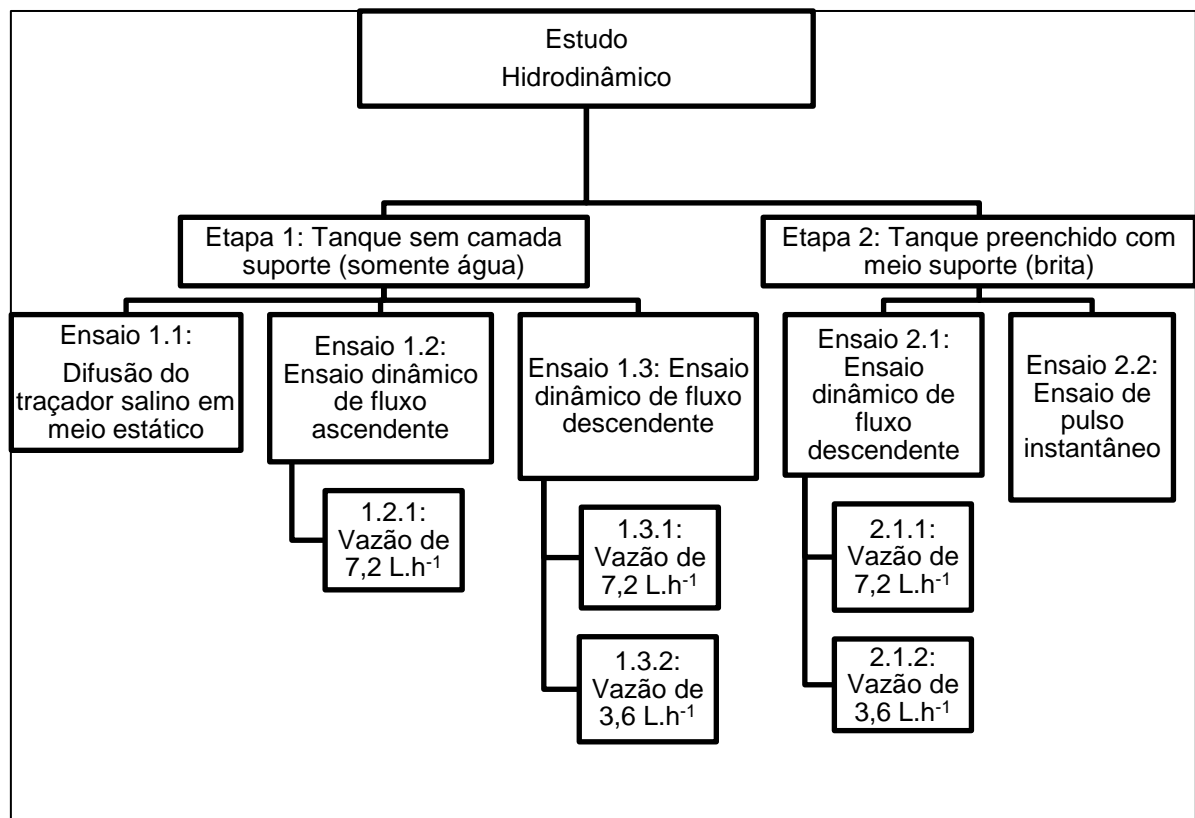 Estudo
Hidrodinâmico
Etapa 1: Tanque sem camada
suporte (somente água)
Etapa 2: Tanque preenchido com
meio suporte (brita)
Ensaio 1.1:
Difusão do
traçador salino em
meio estático
Ensaio 1.2:
Ensaio dinâmico
de fluxo
ascendente
Ensaio 1.3: Ensaio
dinâmico de fluxo
descendente
Ensaio 2.1:
Ensaio
dinâmico de
fluxo
descendente
Ensaio 2.2:
Ensaio de
pulso
instantâneo
1.2.1:
Vazão de
7,2 L.h⁻¹
1.3.1:
Vazão de
7,2 L.h⁻¹
2.1.1:
Vazão de
7,2 L.h⁻¹
1.3.2:
Vazão de
3,6 L.h⁻¹
2.1.2:
Vazão de
3,6 L.h⁻¹